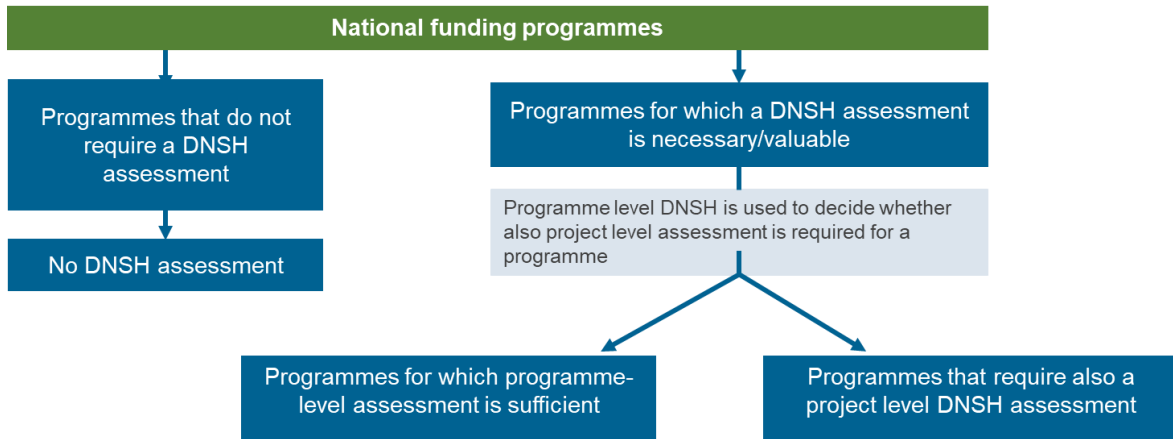 National funding programmes
Programmes that do not
require a DNSH
assessment
No DNSH assessment
Programmes for which a DNSH assessment
is necessary/valuable
Programme level DNSH is used to decide whether
also project level assessment is required for a
programme
Programmes for which programme-
level assessment is sufficient
Programmes that require also a
project level DNSH assessment